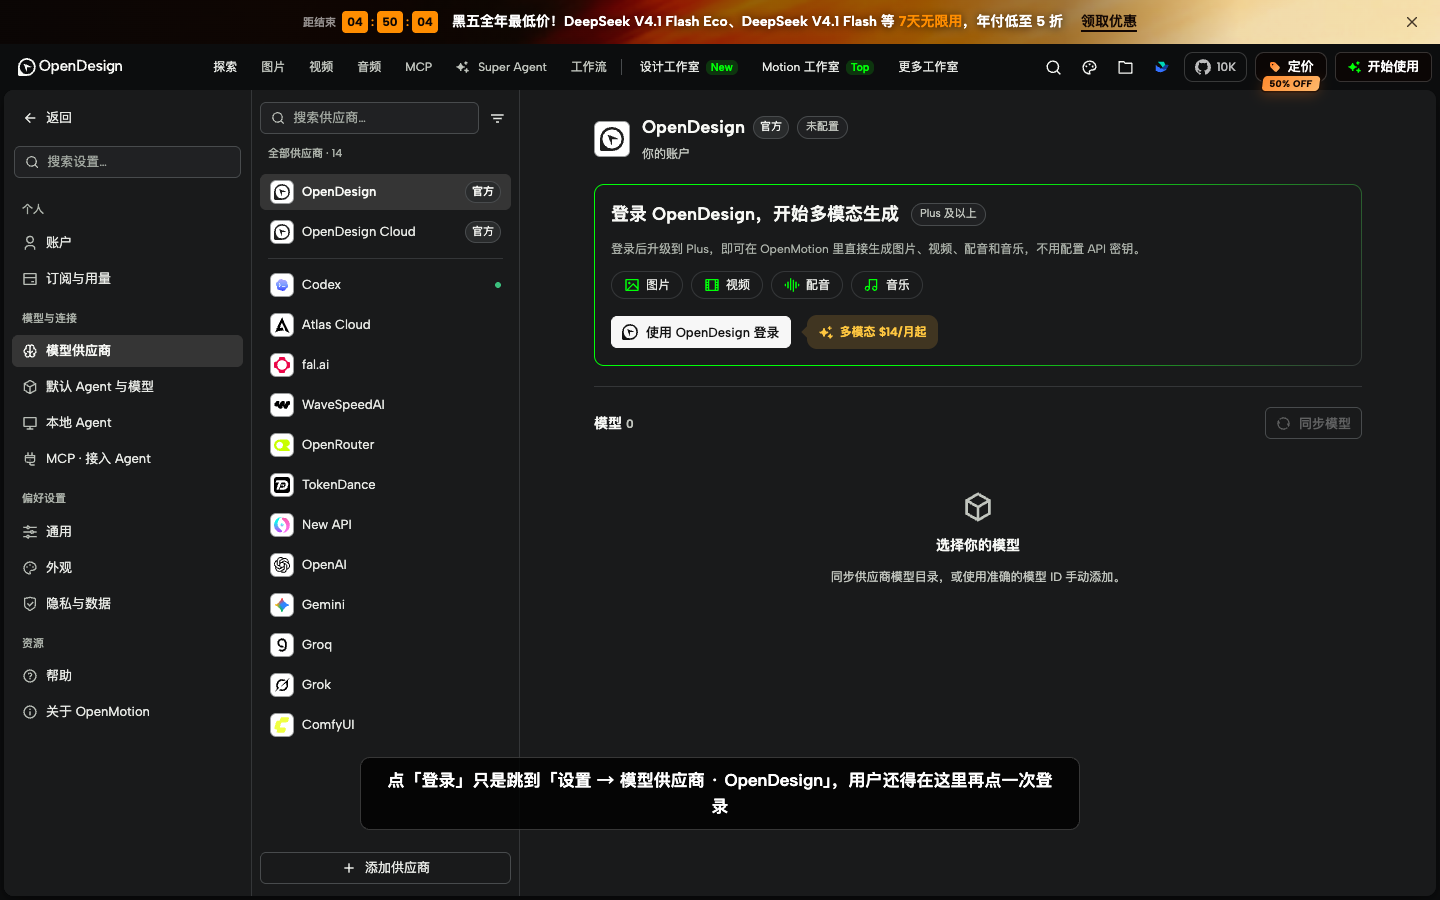 距结束 04 : 50 : 04 黑五全年最低价！DeepSeek V4.1 Flash Eco、DeepSeek V4.1 Flash 等 7天无限用，年付低至 5 折 领取优惠
OpenDesign 探索 图片 视频 音频 MCP Super Agent 工作流 设计工作室 New Motion 工作室 Top 更多工作室 10K 定价 开始使用
50% OFF
返回
搜索设置...
个人
账户
订阅与用量
模型与连接
模型供应商
默认 Agent 与模型
本地 Agent
MCP · 接入 Agent
偏好设置
通用
外观
隐私与数据
资源
帮助
关于 OpenMotion
搜索供应商...
全部供应商 · 14
OpenDesign 官方
OpenDesign Cloud 官方
Codex
Atlas Cloud
fal.ai
WaveSpeedAI
OpenRouter
TokenDance
New API
OpenAI
Gemini
Groq
Grok
ComfyUI
添加供应商
OpenDesign 官方 未配置
你的账户
登录 OpenDesign，开始多模态生成 Plus 及以上
登录后升级到 Plus，即可在 OpenMotion 里直接生成图片、视频、配音和音乐，不用配置 API 密钥。
图片 视频 配音 音乐
使用 OpenDesign 登录 多模态 $14/月起
模型 0 同步模型
选择你的模型
同步供应商模型目录，或使用准确的模型 ID 手动添加。
点「登录」只是跳到「设置 → 模型供应商 · OpenDesign」，用户还得在这里再点一次登
录